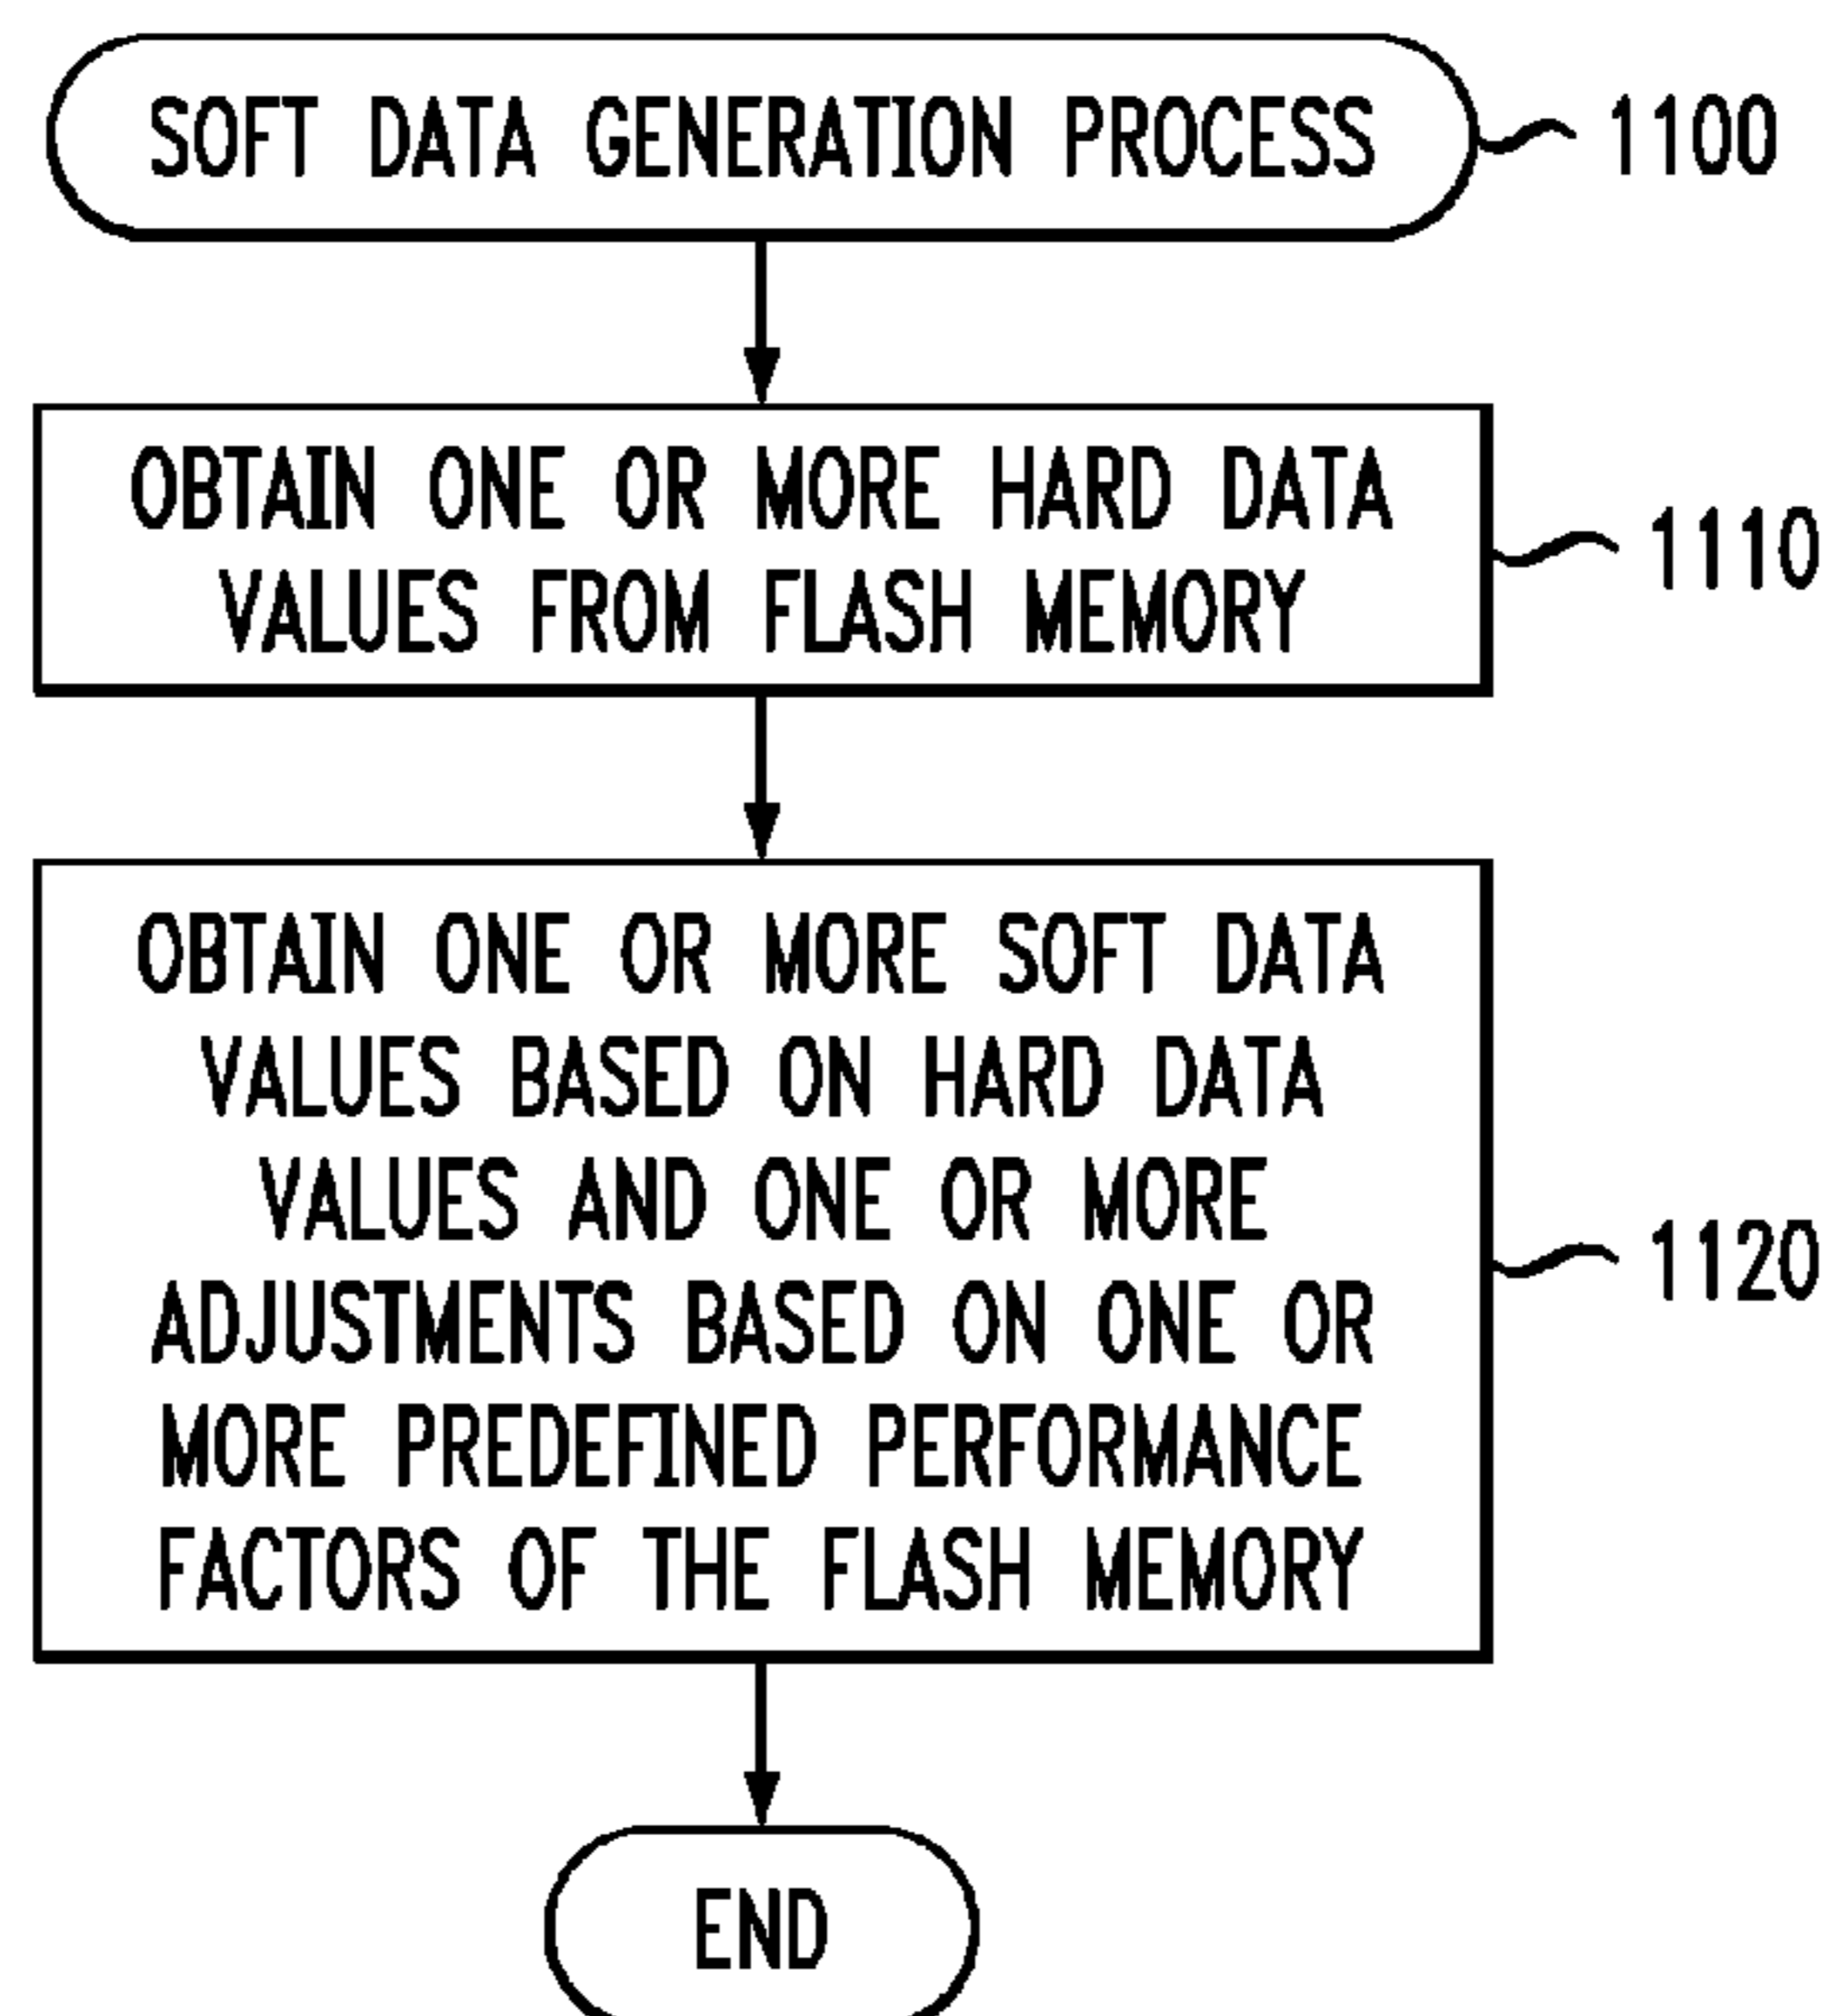 SOFT DATA GENERATION PROCESS
1100
OBTAIN ONE OR MORE HARD DATA
VALUES FROM FLASH MEMORY
1110
OBTAIN ONE OR MORE SOFT DATA
VALUES BASED ON HARD DATA
VALUES AND ONE OR MORE
ADJUSTMENTS BASED ON ONE OR
MORE PREDEFINED PERFORMANCE
FACTORS OF THE FLASH MEMORY
1120
END